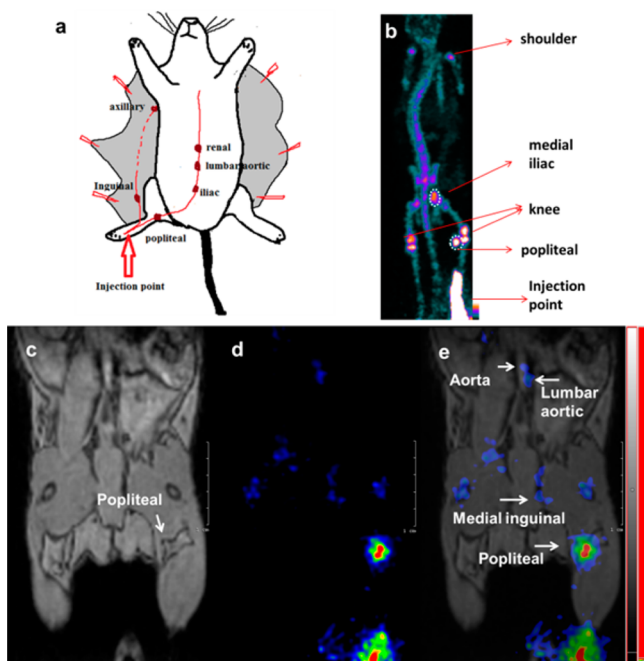 a
axillary
renal
lumbar aortic
Inguinal
iliac
popliteal
Injection point
b
shoulder
medial
iliac
knee
popliteal
Injection
point
c
Popliteal
d
e
Aorta
Lumbar
aortic
Medial inguinal
Popliteal